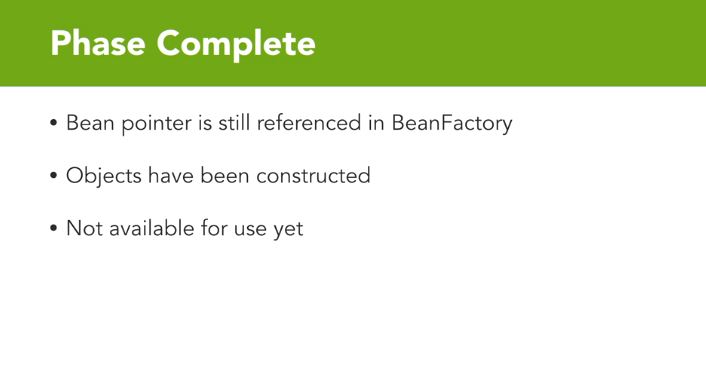 Phase Complete
• Bean pointer is still referenced in BeanFactory
• Objects have been constructed
• Not available for use yet